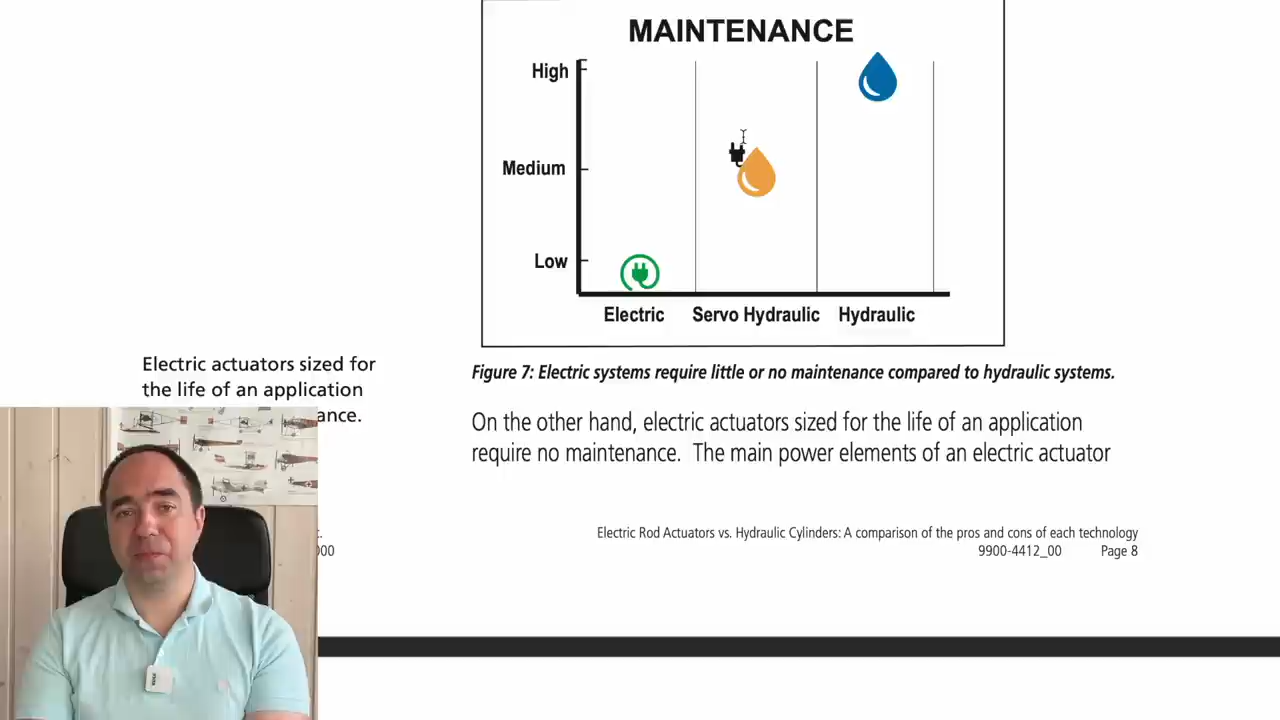 MAINTENANCE
High
Medium
Low
Electric
Servo Hydraulic
Hydraulic
Electric actuators sized for
the life of an application
ance.
Figure 7: Electric systems require little or no maintenance compared to hydraulic systems.
On the other hand, electric actuators sized for the life of an application
require no maintenance. The main power elements of an electric actuator
Electric Rod Actuators vs. Hydraulic Cylinders: A comparison of the pros and cons of each technology
9900-4412_00 Page 8
000